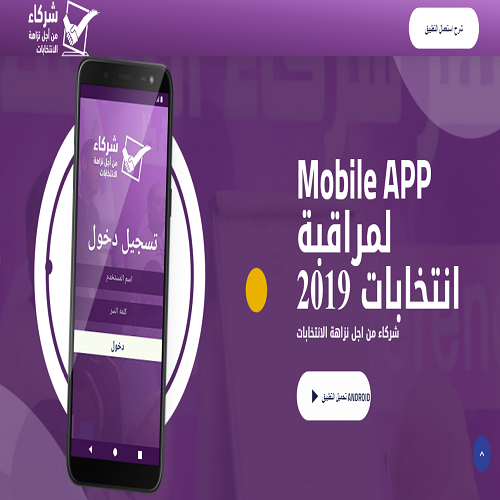 شركاء
من أجل نزاهة
الانتخابات
شرح استعمال التطبيق
شركاء
من أجل نزاهة
الانتخابات
تسجيل دخول
اسم المستخدم
كلمة السر
دخول
Mobile APP
لمراقبة
انتخابات 2019
شركاء من اجل نزاهة الانتخابات
تحميل التطبيق ANDROID